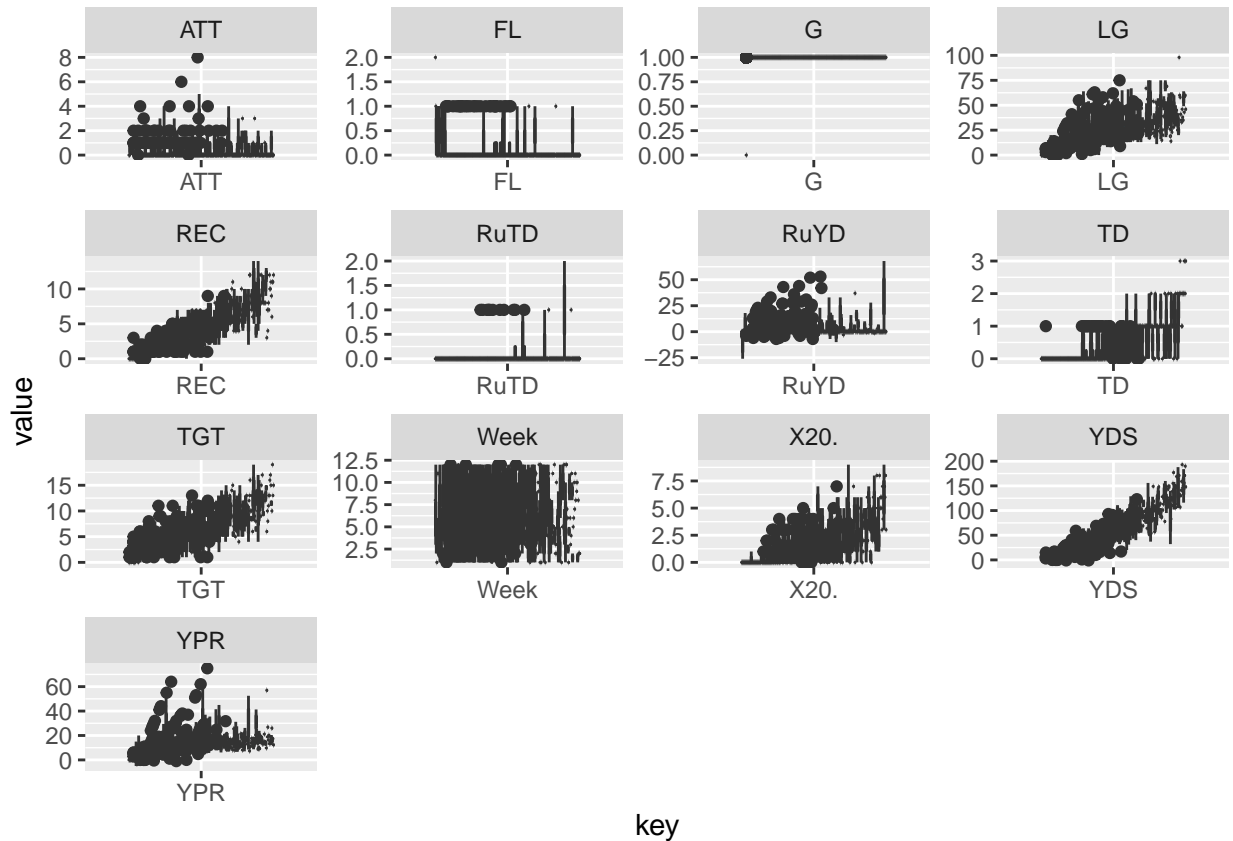 ATT FL G LG
8 2.0 1.00 100
6 1.5 0.75 75
4 1.0 0.50 50
2 0.5 0.25 25
0 0.0 0.00 0
ATT FL G LG
REC RuTD RuYD TD
10 2.0 50 3
5 1.5 25 2
0 1.0 0 1
0.5 −25 0
0.0
REC RuTD RuYD TD
value
TGT Week X20. YDS
15 12.5 7.5 200
10 10.0 5.0 150
5 7.5 2.5 100
0 5.0 0.0 50
2.5 0
TGT Week X20. YDS
YPR
60
40
20
0
YPR
key